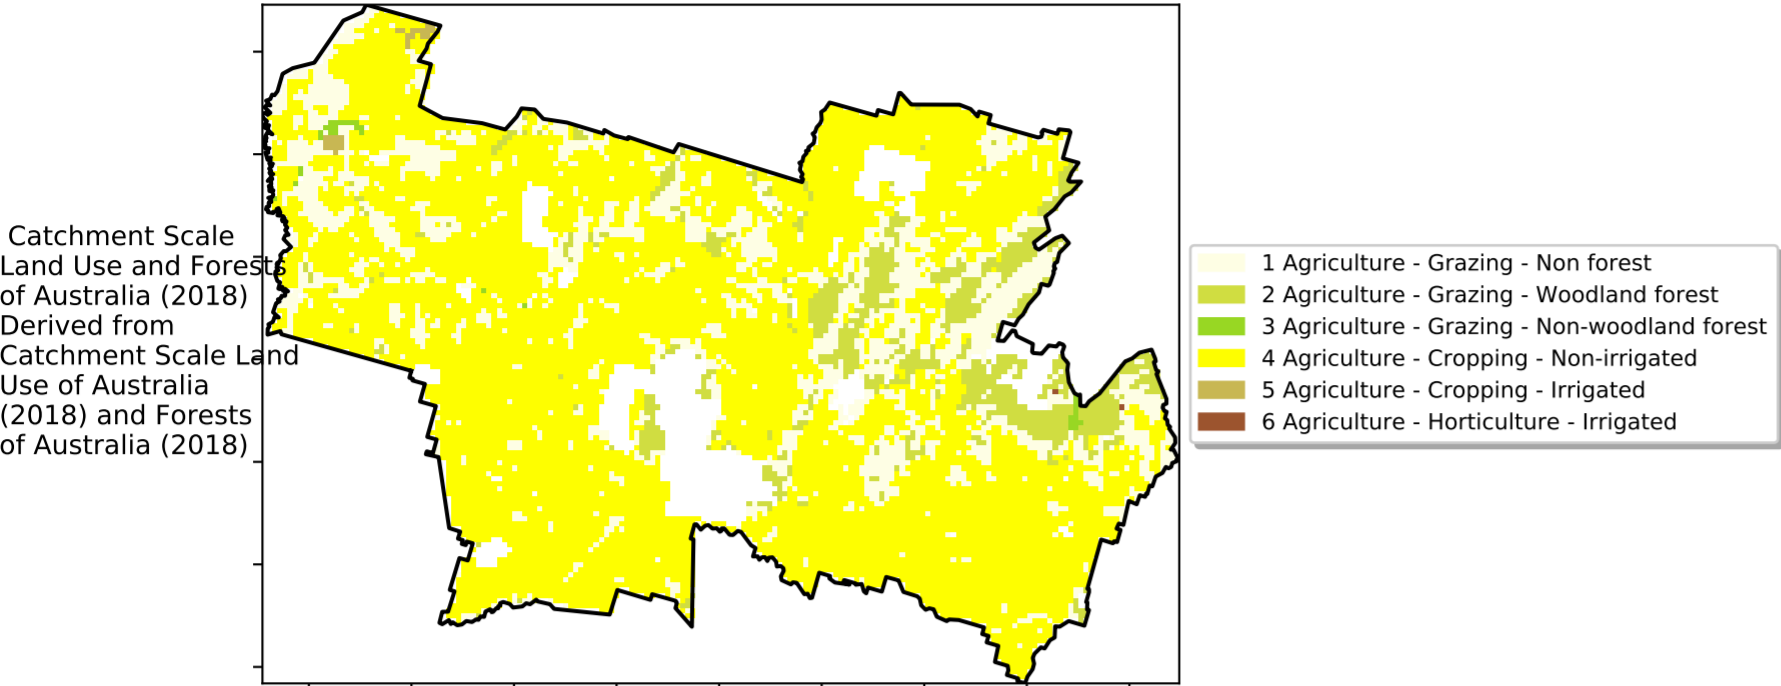 Catchment Scale
Land Use and Forests
of Australia (2018)
Derived from
Catchment Scale Land
Use of Australia
(2018) and Forests
of Australia (2018)
1 Agriculture - Grazing - Non forest
2 Agriculture - Grazing - Woodland forest
3 Agriculture - Grazing - Non-woodland forest
4 Agriculture - Cropping - Non-irrigated
5 Agriculture - Cropping - Irrigated
6 Agriculture - Horticulture - Irrigated